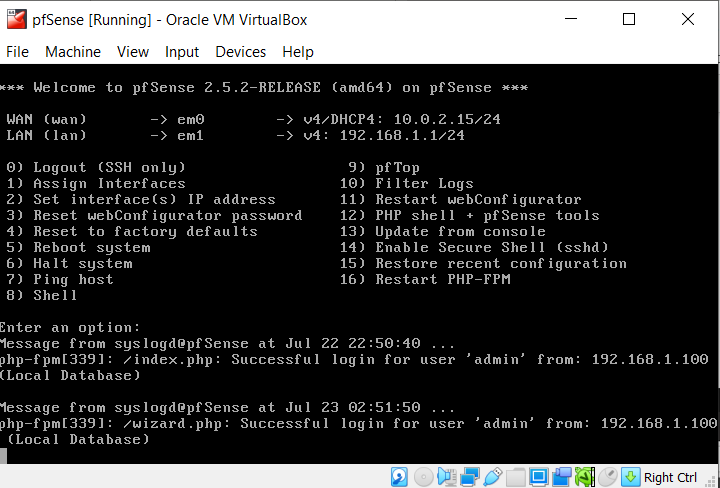 pfSense [Running] - Oracle VM VirtualBox
File Machine View Input Devices Help
*** Welcome to pfSense 2.5.2-RELEASE (amd64) on pfSense ***
WAN (wan) -> em0 -> v4/DHCP4: 10.0.2.15/24
LAN (lan) -> em1 -> v4: 192.168.1.1/24
0) Logout (SSH only) 9) pfTop
1) Assign Interfaces 10) Filter Logs
2) Set interface(s) IP address 11) Restart webConfigurator
3) Reset webConfigurator password 12) PHP shell + pfSense tools
4) Reset to factory defaults 13) Update from console
5) Reboot system 14) Enable Secure Shell (sshd)
6) Halt system 15) Restore recent configuration
7) Ping host 16) Restart PHP-FPM
8) Shell
Enter an option:
Message from syslogd@pfSense at Jul 22 22:50:40 ...
php-fpm[339]: /index.php: Successful login for user 'admin' from: 192.168.1.100
(Local Database)
Message from syslogd@pfSense at Jul 23 02:51:50 ...
php-fpm[339]: /wizard.php: Successful login for user 'admin' from: 192.168.1.100
(Local Database)
Right Ctrl